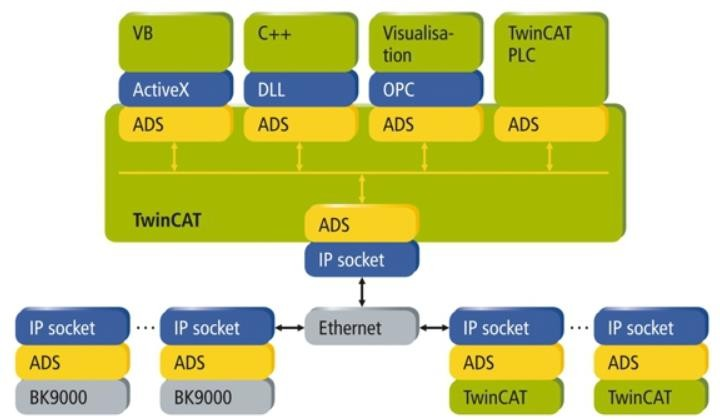 VB
C++
Visualisa-
tion
TwinCAT
PLC
ActiveX
DLL
OPC
ADS
ADS
ADS
ADS
TwinCAT
ADS
IP socket
IP socket
...
IP socket
Ethernet
IP socket
...
IP socket
ADS
ADS
ADS
ADS
BK9000
BK9000
TwinCAT
TwinCAT